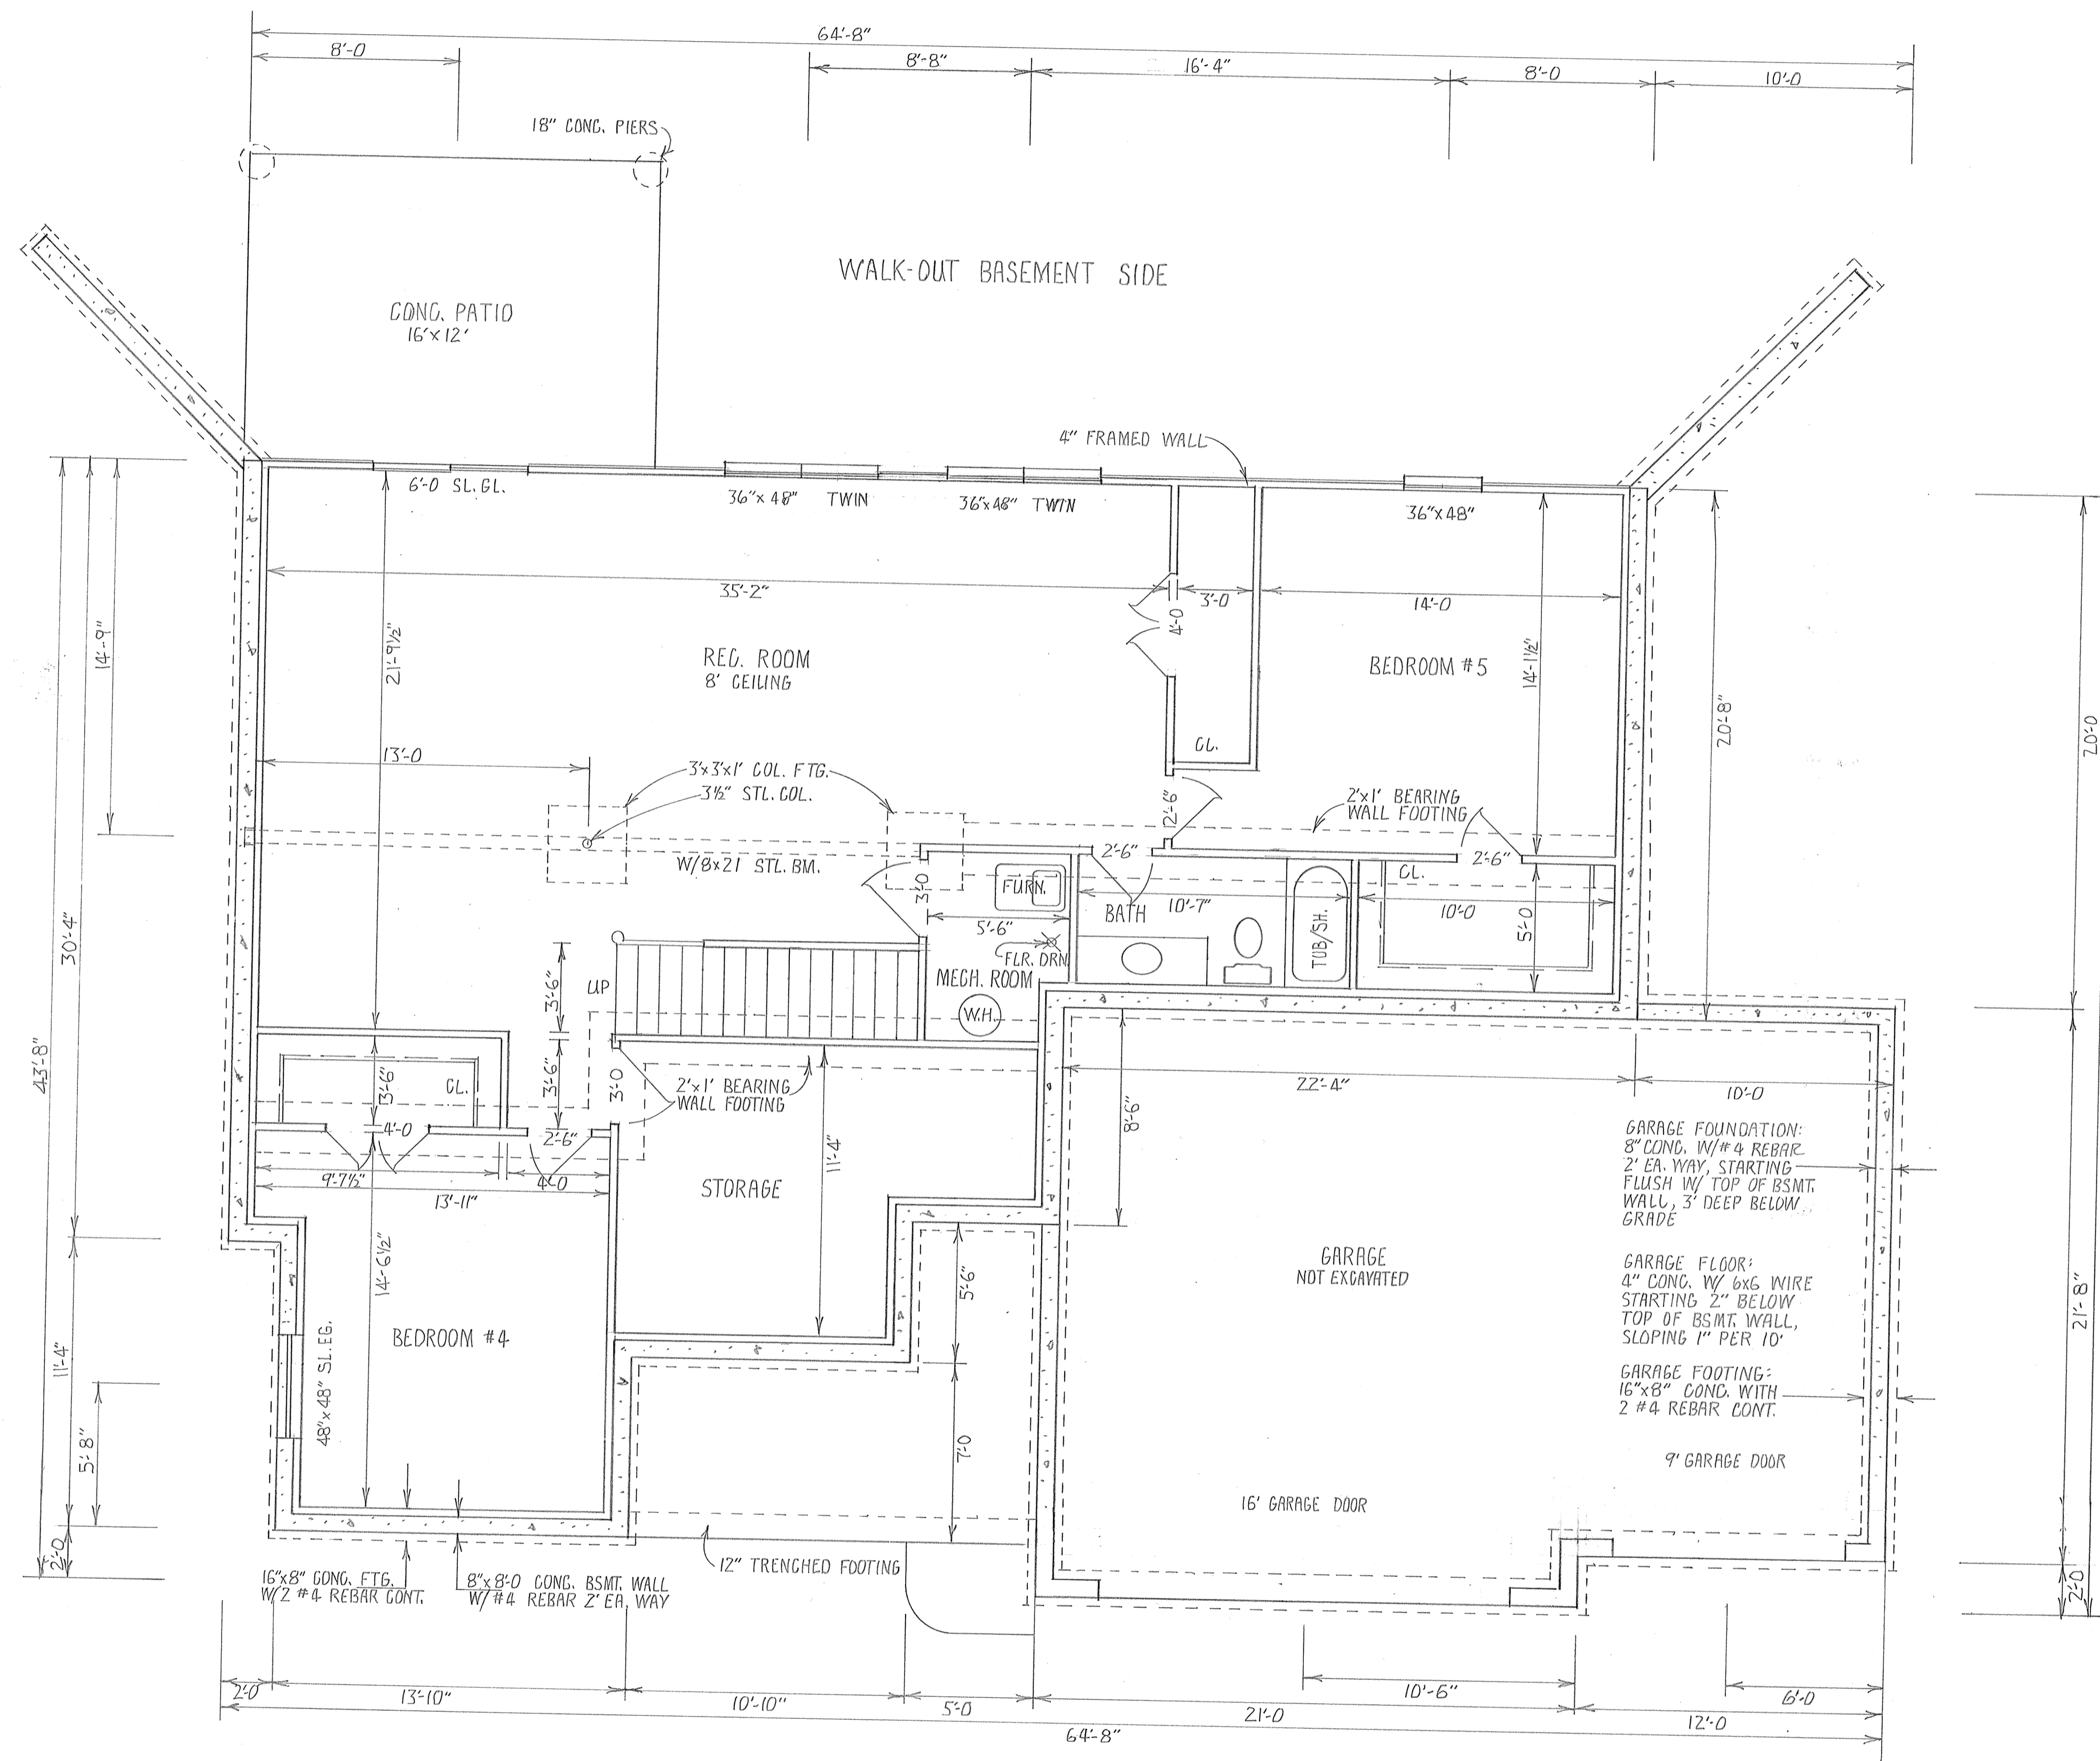 64'-8"
8'-0
8'-8"
16'-4"
8'-0
10'-0
18" CONC. PIERS
WALK-OUT BASEMENT SIDE
CONC. PATIO
16'x12'
4" FRAMED WALL
6'-0 SL.GL.
36"x48" TWIN
36"x48" TWIN
36"x48"
35'-2"
3'-0
14'-0
4'-0
14'-9"
21'-9½"
REC. ROOM
8' CEILING
BEDROOM #5
14'-1½"
20'-8"
20'-0
CL.
13'-0
3'x3'x1' COL. FTG.
3½" STL. COL.
2'-6"
2'x1' BEARING
WALL FOOTING
W/8x21 STL. BM.
2'-6"
2'-6"
3'-0
FURN.
CL.
BATH
10'-7"
10'-0
5'-0
5'-6"
TUB/SH.
FLR. DRN.
MECH. ROOM
W.H.
30'-4"
43'-8"
UP
3'-6"
3'-6"
3'-6"
CL.
3'-0
2'x1' BEARING
WALL FOOTING
4'-0
2'-6"
9'-7½"
4'-0
13'-11"
11'-4"
STORAGE
22'-4"
10'-0
8'-6"
GARAGE FOUNDATION:
8" CONC. W/#4 REBAR
2' EA. WAY, STARTING
FLUSH W/ TOP OF BSMT.
WALL, 3' DEEP BELOW
GRADE
GARAGE
NOT EXCAVATED
GARAGE FLOOR:
4" CONC. W/ 6x6 WIRE
STARTING 2" BELOW
TOP OF BSMT. WALL,
SLOPING 1" PER 10'
14'-6½"
5'-6"
21'-8"
BEDROOM #4
48"x48" SL.EG.
11'-4"
5'-8"
GARAGE FOOTING:
16"x8" CONC. WITH
2 #4 REBAR CONT.
7'-0
9' GARAGE DOOR
16' GARAGE DOOR
2'-0
12" TRENCHED FOOTING
16"x8" CONC. FTG.
W/2 #4 REBAR CONT.
8"x8'-0 CONC. BSMT. WALL
W/#4 REBAR 2' EA. WAY
2'-0
2'-0
13'-10"
10'-10"
5'-0
10'-6"
6'-0
21'-0
12'-0
64'-8"